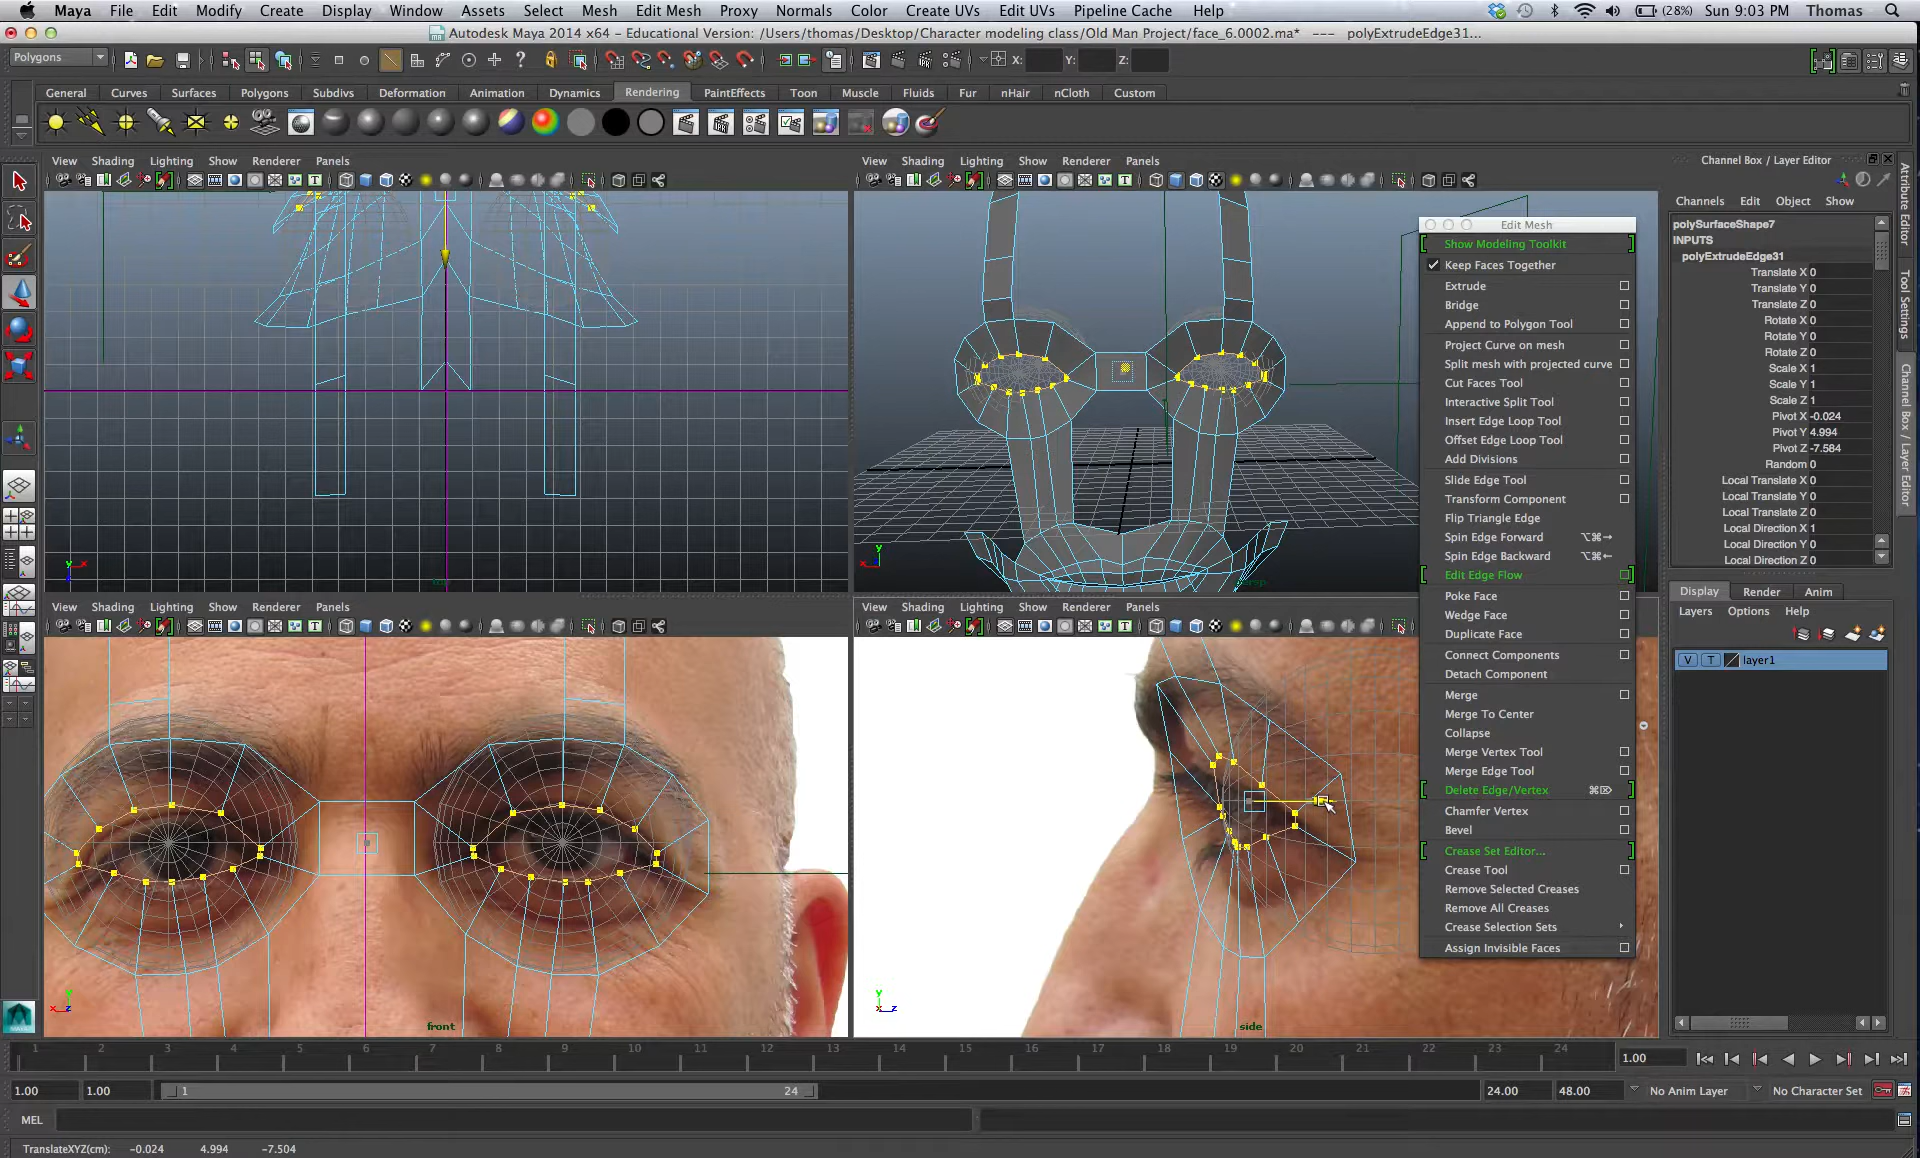 Maya File Edit Modify Create Display Window Assets Select Mesh Edit Mesh Proxy Normals Color Create UVs Edit UVs Pipeline Cache Help (28%) Sun 9:03 PM Thomas
Autodesk Maya 2014 x64 - Educational Version: /Users/thomas/Desktop/Character modeling class/Old Man Project/face_6.0002.ma* --- polyExtrudeEdge31...
Polygons X: Y: Z:
General Curves Surfaces Polygons Subdivs Deformation Animation Dynamics Rendering PaintEffects Toon Muscle Fluids Fur nHair nCloth Custom
View Shading Lighting Show Renderer Panels
View Shading Lighting Show Renderer Panels
Channel Box / Layer Editor
Channels Edit Object Show
polySurfaceShape7
INPUTS
polyExtrudeEdge31
Translate X 0
Translate Y 0
Translate Z 0
Rotate X 0
Rotate Y 0
Rotate Z 0
Scale X 1
Scale Y 1
Scale Z 1
Pivot X -0.024
Pivot Y 4.994
Pivot Z -7.584
Random 0
Local Translate X 0
Local Translate Y 0
Local Translate Z 0
Local Direction X 1
Local Direction Y 0
Local Direction Z 0
Attribute Editor
Tool Settings
Channel Box / Layer Editor
Edit Mesh
Show Modeling Toolkit
Keep Faces Together
Extrude
Bridge
Append to Polygon Tool
Project Curve on mesh
Split mesh with projected curve
Cut Faces Tool
Interactive Split Tool
Insert Edge Loop Tool
Offset Edge Loop Tool
Add Divisions
Slide Edge Tool
Transform Component
Flip Triangle Edge
Spin Edge Forward ⌥⌘→
Spin Edge Backward ⌥⌘←
Edit Edge Flow
Poke Face
Wedge Face
Duplicate Face
Connect Components
Detach Component
Merge
Merge To Center
Collapse
Merge Vertex Tool
Merge Edge Tool
Delete Edge/Vertex ⌘⌦
Chamfer Vertex
Bevel
Crease Set Editor...
Crease Tool
Remove Selected Creases
Remove All Creases
Crease Selection Sets
Assign Invisible Faces
Display Render Anim
Layers Options Help
V T layer1
View Shading Lighting Show Renderer Panels
View Shading Lighting Show Renderer Panels
y x
y x
y x z
y x z
persp
front
side
1 2 3 4 5 6 7 8 9 10 11 12 13 14 15 16 17 18 19 20 21 22 23 24 1.00
1.00 1.00 1 24 24.00 48.00 No Anim Layer No Character Set
MEL
TranslateXYZ(cm): -0.024 4.994 -7.504